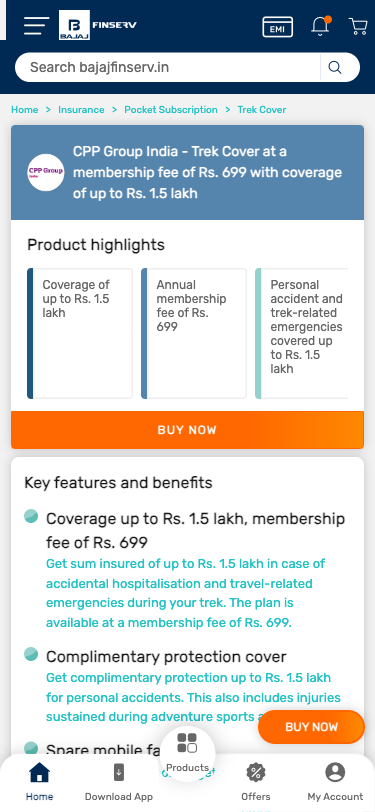 BAJAJ FINSERV
EMI
Search bajajfinserv.in
Home > Insurance > Pocket Subscription > Trek Cover
CPP Group India
CPP Group India - Trek Cover at a
membership fee of Rs. 699 with coverage
of up to Rs. 1.5 lakh
Product highlights
Coverage of
up to Rs. 1.5
lakh
Annual
membership
fee of Rs.
699
Personal
accident and
trek-related
emergencies
covered up
to Rs. 1.5
lakh
BUY NOW
Key features and benefits
Coverage up to Rs. 1.5 lakh, membership
fee of Rs. 699
Get sum insured of up to Rs. 1.5 lakh in case of
accidental hospitalisation and travel-related
emergencies during your trek. The plan is
available at a membership fee of Rs. 699.
Complimentary protection cover
Get complimentary protection up to Rs. 1.5 lakh
for personal accidents. This also includes injuries
sustained during adventure sports
BUY NOW
Spare mobile
Home
Download App
Products
Offers
My Account